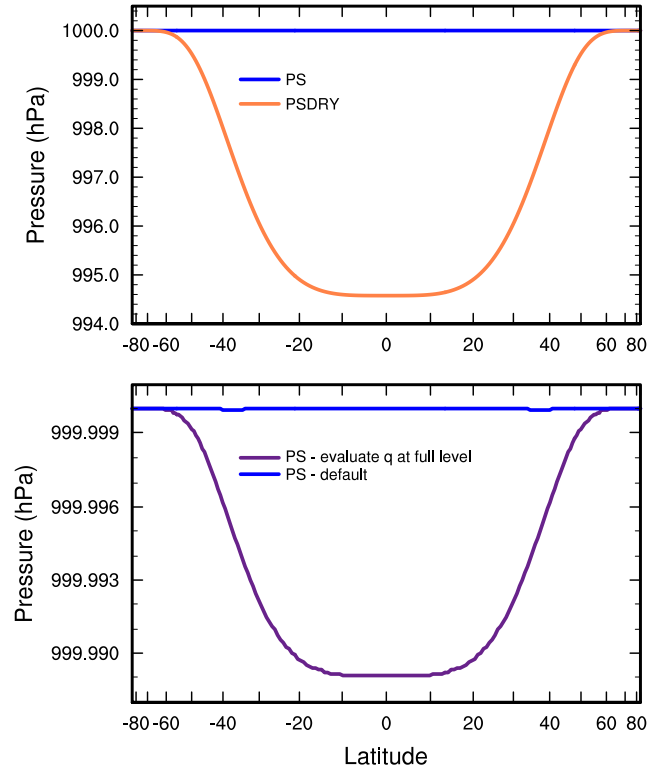 1000.0
999.0
998.0
997.0
996.0
995.0
994.0
Pressure (hPa)
PS
PSDRY
-80 -60 -40 -20 0 20 40 60 80
999.999
999.996
999.993
999.990
Pressure (hPa)
PS - evaluate q at full level
PS - default
-80 -60 -40 -20 0 20 40 60 80
Latitude